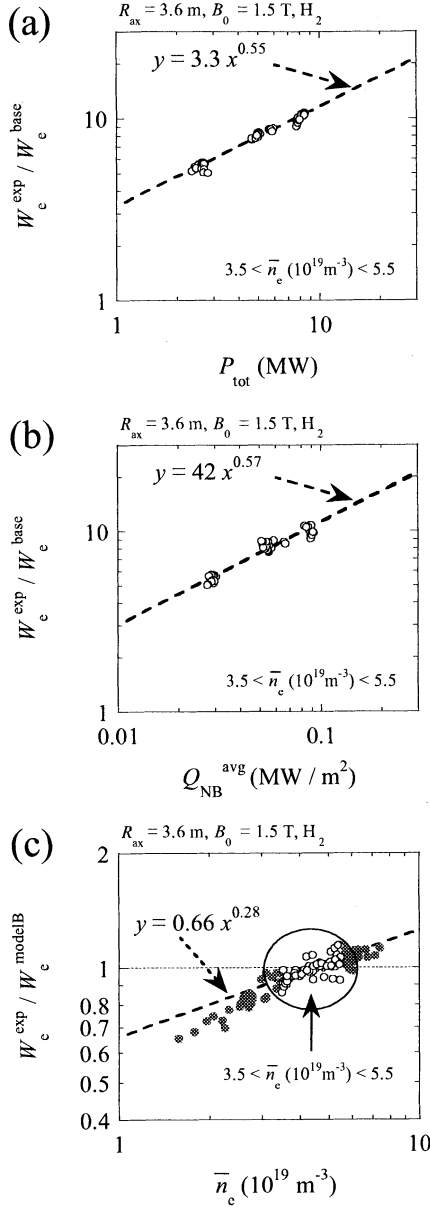 (a)
R_ax = 3.6 m, B_0 = 1.5 T, H_2
y = 3.3 x^0.55
10
1
W_e^exp / W_e^base
3.5 < n̅_e (10^19 m^-3) < 5.5
1
10
P_tot (MW)
(b)
R_ax = 3.6 m, B_0 = 1.5 T, H_2
y = 42 x^0.57
10
1
W_e^exp / W_e^base
3.5 < n̅_e (10^19 m^-3) < 5.5
0.01
0.1
Q_NB^avg (MW / m^2)
(c)
R_ax = 3.6 m, B_0 = 1.5 T, H_2
2
y = 0.66 x^0.28
1
0.8
0.7
0.6
0.5
0.4
W_e^exp / W_e^modelB
3.5 < n̅_e (10^19 m^-3) < 5.5
1
10
n̅_e (10^19 m^-3)